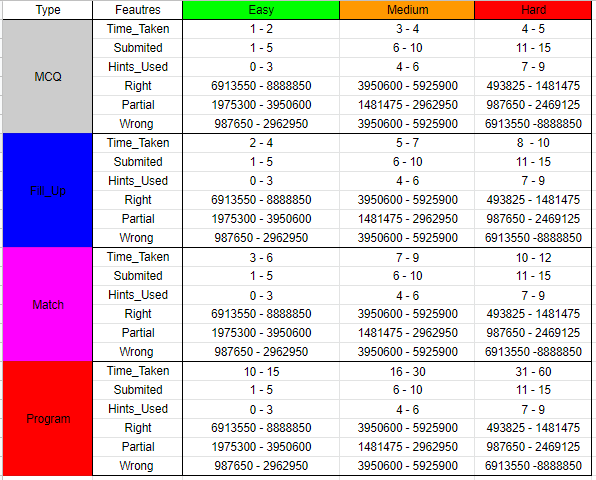 Type Feautres Easy Medium Hard
MCQ
Time_Taken 1 - 2 3 - 4 4 - 5
Submited 1 - 5 6 - 10 11 - 15
Hints_Used 0 - 3 4 - 6 7 - 9
Right 6913550 - 8888850 3950600 - 5925900 493825 - 1481475
Partial 1975300 - 3950600 1481475 - 2962950 987650 - 2469125
Wrong 987650 - 2962950 3950600 - 5925900 6913550 -8888850
Fill_Up
Time_Taken 2 - 4 5 - 7 8 - 10
Submited 1 - 5 6 - 10 11 - 15
Hints_Used 0 - 3 4 - 6 7 - 9
Right 6913550 - 8888850 3950600 - 5925900 493825 - 1481475
Partial 1975300 - 3950600 1481475 - 2962950 987650 - 2469125
Wrong 987650 - 2962950 3950600 - 5925900 6913550 -8888850
Match
Time_Taken 3 - 6 7 - 9 10 - 12
Submited 1 - 5 6 - 10 11 - 15
Hints_Used 0 - 3 4 - 6 7 - 9
Right 6913550 - 8888850 3950600 - 5925900 493825 - 1481475
Partial 1975300 - 3950600 1481475 - 2962950 987650 - 2469125
Wrong 987650 - 2962950 3950600 - 5925900 6913550 -8888850
Program
Time_Taken 10 - 15 16 - 30 31 - 60
Submited 1 - 5 6 - 10 11 - 15
Hints_Used 0 - 3 4 - 6 7 - 9
Right 6913550 - 8888850 3950600 - 5925900 493825 - 1481475
Partial 1975300 - 3950600 1481475 - 2962950 987650 - 2469125
Wrong 987650 - 2962950 3950600 - 5925900 6913550 -8888850